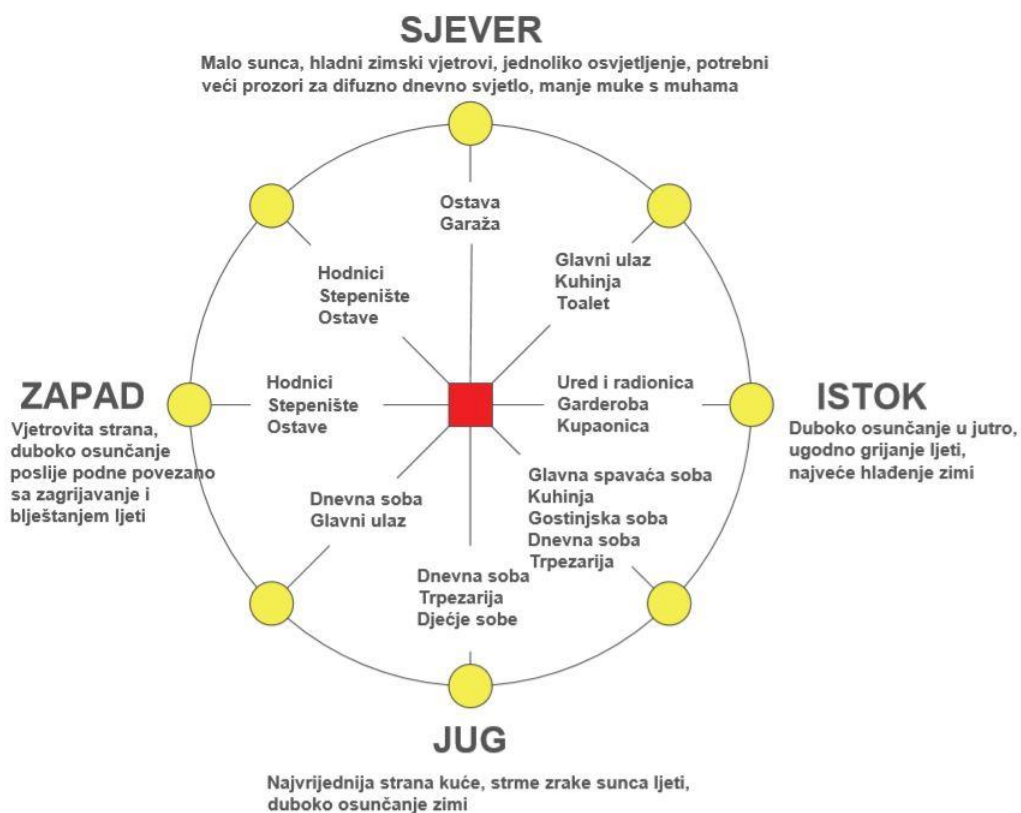 SJEVER
Malo sunca, hladni zimski vjetrovi, jednoliko osvjetljenje, potrebni
veći prozori za difuzno dnevno svjetlo, manje muke s muhama
Ostava
Garaža
Glavni ulaz
Kuhinja
Toalet
Hodnici
Stepenište
Ostave
ZAPAD
Vjetrovita strana,
duboko osunčanje
poslije podne povezano
sa zagrijavanje i
blještanjem ljeti
Hodnici
Stepenište
Ostave
Ured i radionica
Garderoba
Kupaonica
ISTOK
Duboko osunčanje u jutro,
ugodno grijanje ljeti,
najveće hlađenje zimi
Dnevna soba
Glavni ulaz
Glavna spavaća soba
Kuhinja
Gostinjska soba
Dnevna soba
Trpezarija
Dnevna soba
Trpezarija
Djećje sobe
JUG
Najvrijednija strana kuće, strme zrake sunca ljeti,
duboko osunčanje zimi